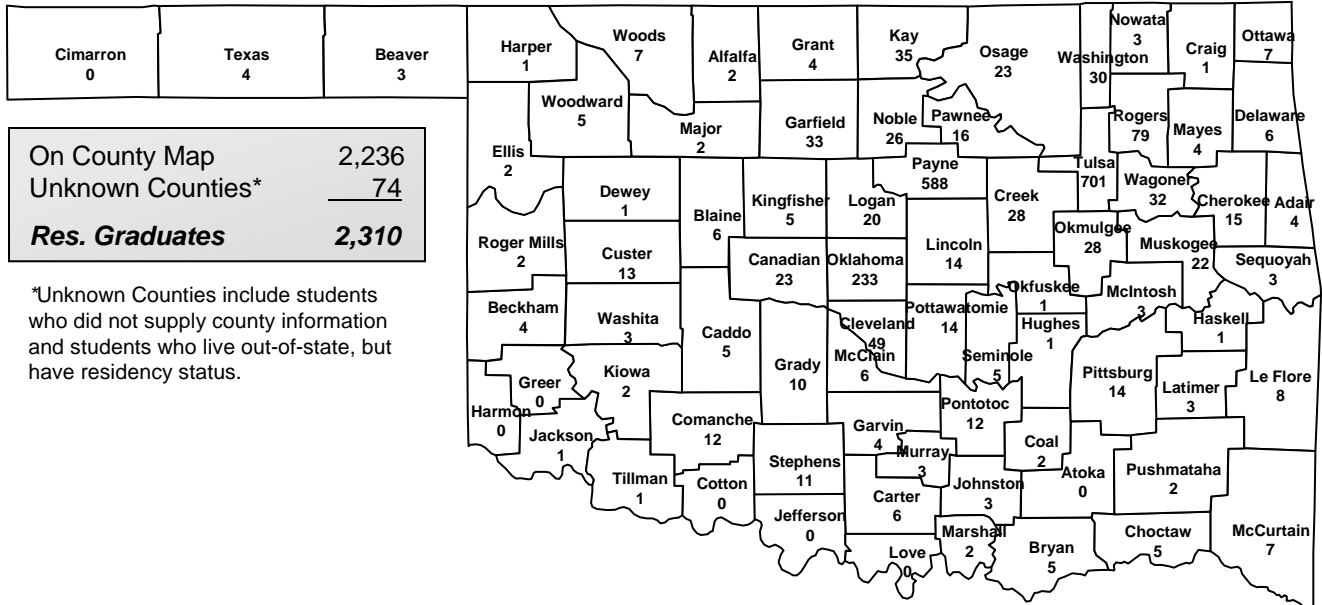 Cimarron
0
Texas
4
Beaver
3
Harper
1
Woods
7
Alfalfa
2
Grant
4
Kay
35
Osage
23
Washington
30
Nowata
3
Craig
1
Ottawa
7
Woodward
5
Major
2
Garfield
33
Noble
26
Pawnee
16
Rogers
79
Mayes
4
Delaware
6
On County Map 2,236
Unknown Counties* 74
Res. Graduates 2,310
*Unknown Counties include students
who did not supply county information
and students who live out-of-state, but
have residency status.
Ellis
2
Dewey
1
Blaine
6
Kingfisher
5
Logan
20
Payne
588
Creek
28
Tulsa
701
Wagoner
32
Cherokee
15
Adair
4
Roger Mills
2
Custer
13
Canadian
23
Oklahoma
233
Lincoln
14
Okmulgee
28
Muskogee
22
Sequoyah
3
Beckham
4
Washita
3
Caddo
5
Grady
10
Cleveland
49
McClain
6
Pottawatomie
14
Seminole
5
Okfuskee
1
Hughes
1
McIntosh
3
Haskell
1
Pittsburg
14
Latimer
3
Le Flore
8
Harmon
0
Greer
0
Kiowa
2
Jackson
1
Comanche
12
Tillman
1
Cotton
0
Stephens
11
Jefferson
0
Garvin
4
Murray
3
Carter
6
Love
0
Pontotoc
12
Johnston
3
Marshall
2
Coal
2
Atoka
0
Bryan
5
Pushmataha
2
Choctaw
5
McCurtain
7